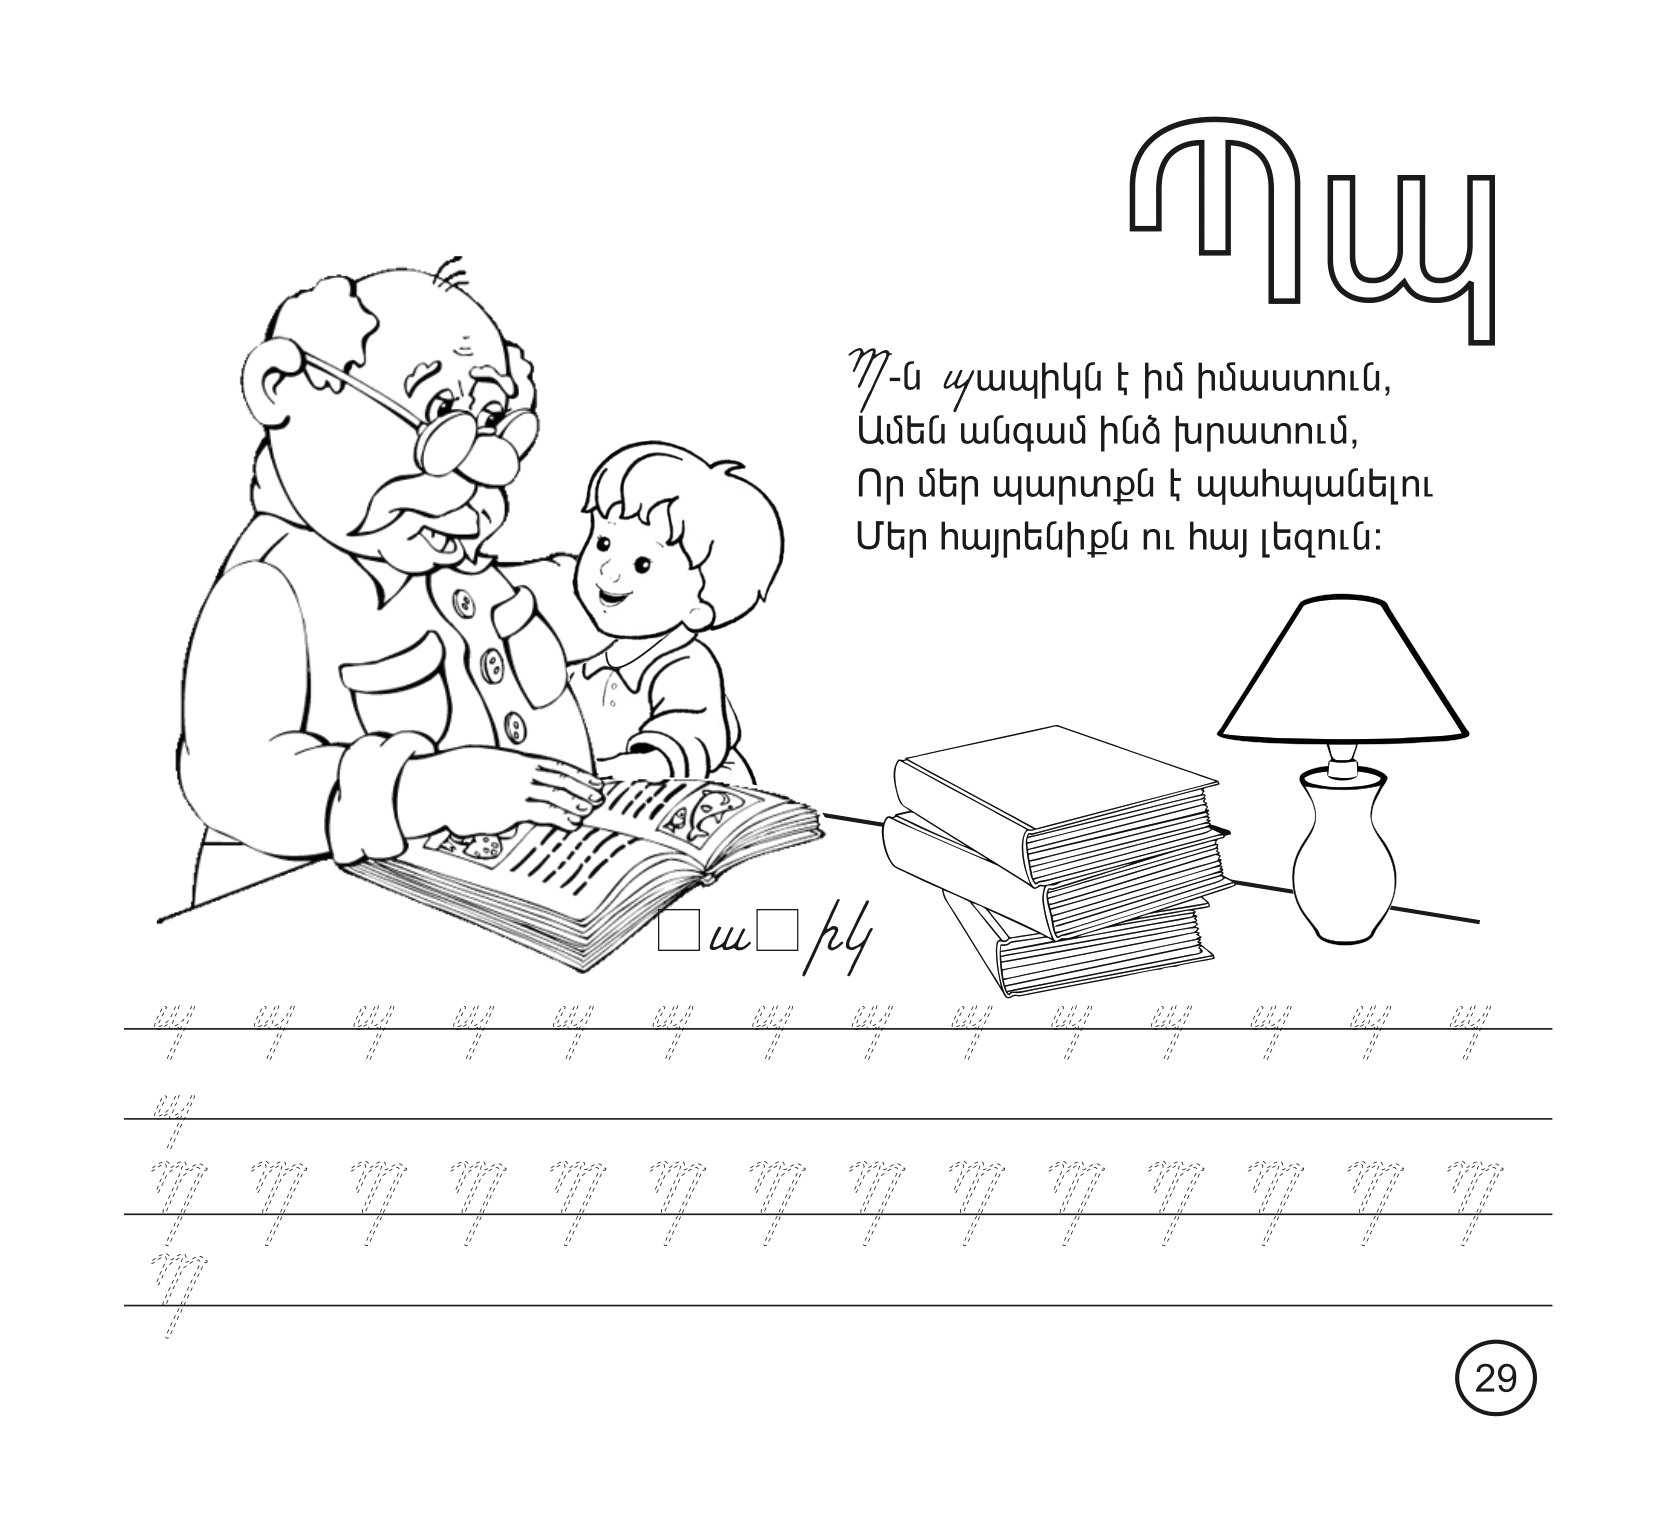 Պպ
Պ-ն պապիկն է իմ իմաստուն,
Ամեն անգամ ինձ խրատում,
Որ մեր պարտքն է պահպանելու
Մեր հայրենիքն ու հայ լեզուն:
□ա□իկ
պ պ պ պ պ պ պ պ պ պ պ պ պ պ
պ
Պ Պ Պ Պ Պ Պ Պ Պ Պ Պ Պ Պ Պ Պ
Պ
29